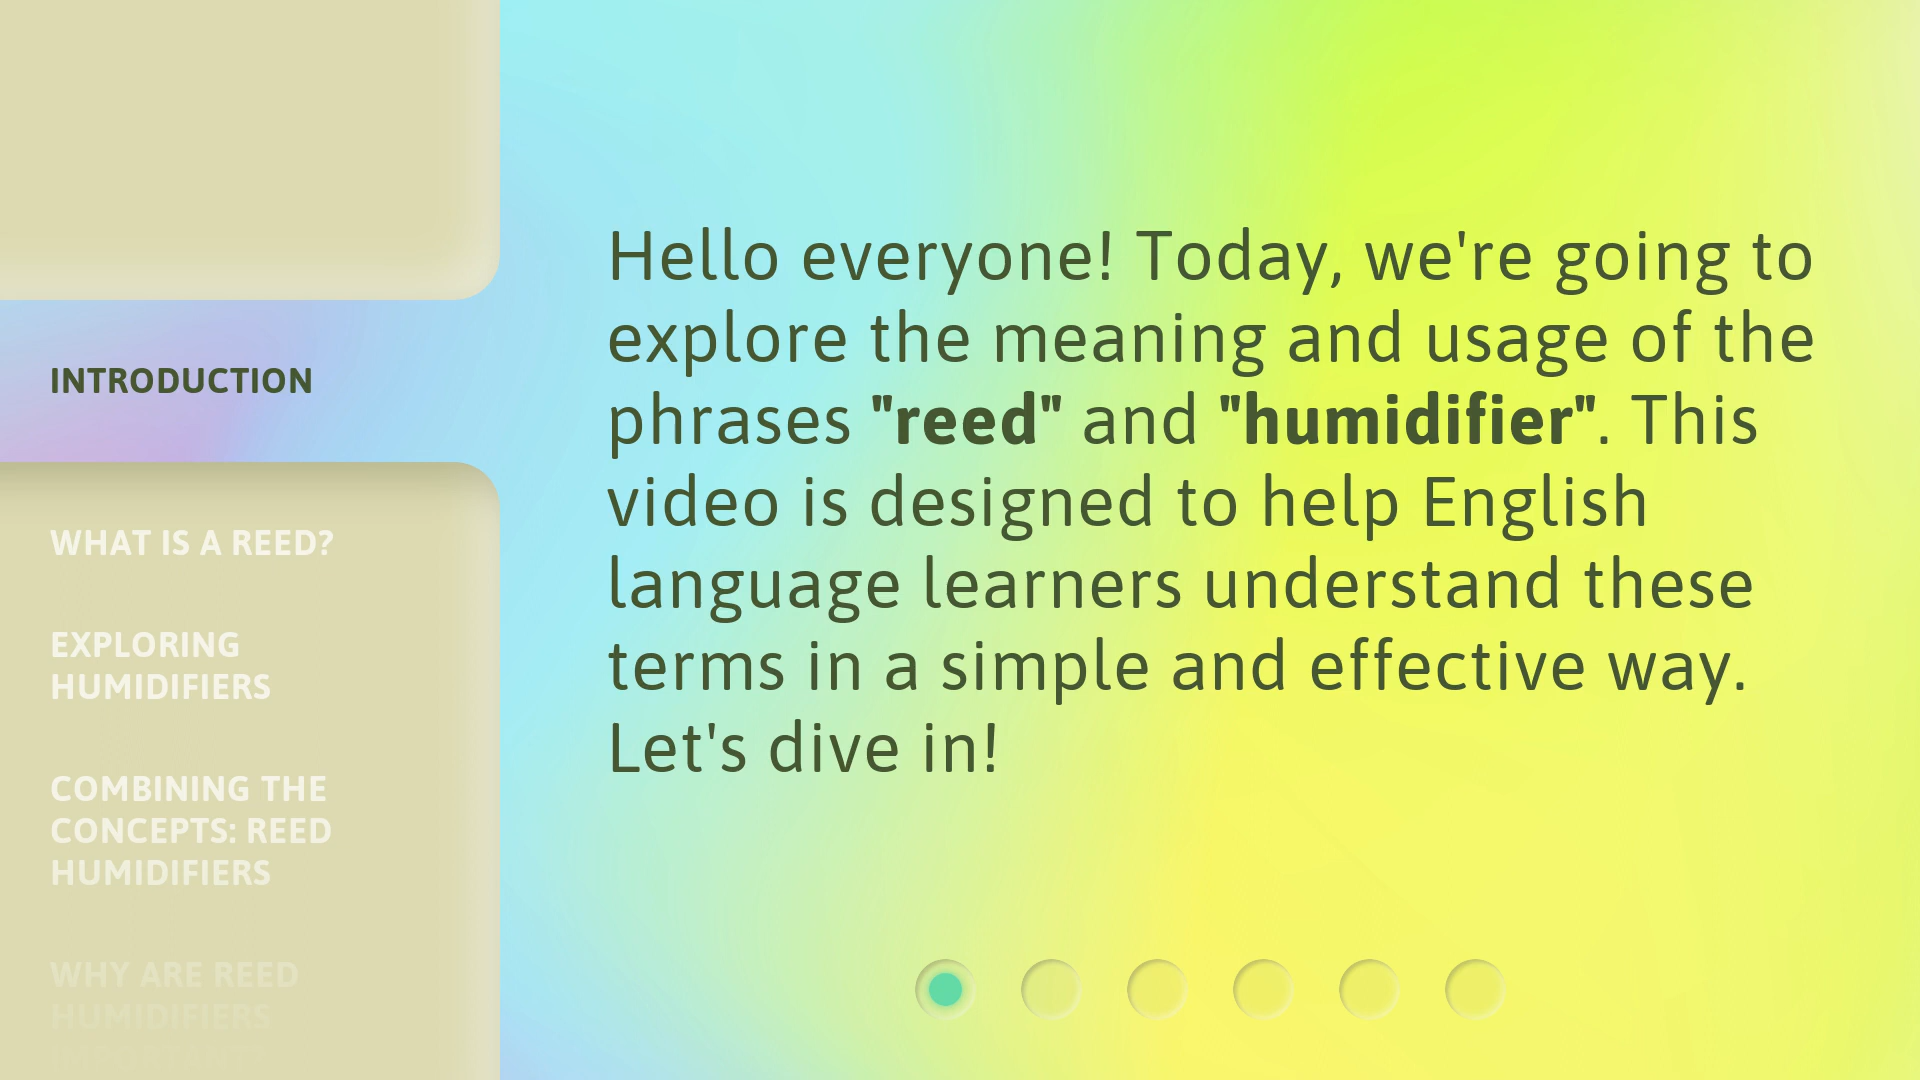 INTRODUCTION
WHAT IS A REED?
EXPLORING
HUMIDIFIERS
COMBINING THE
CONCEPTS: REED
HUMIDIFIERS
WHY ARE REED
HUMIDIFIERS
Hello everyone! Today, we're going to
explore the meaning and usage of the
phrases "reed" and "humidifier". This
video is designed to help English
language learners understand these
terms in a simple and effective way.
Let's dive in!